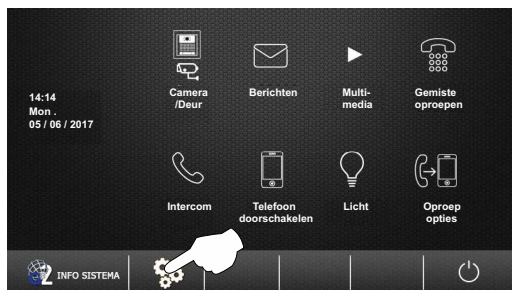 14:14
Mon .
05 / 06 / 2017
Camera
/Deur
Berichten
Multi-
media
Gemiste
oproepen
Intercom
Telefoon
doorschakelen
Licht
Oproep
opties
2 INFO SISTEMA